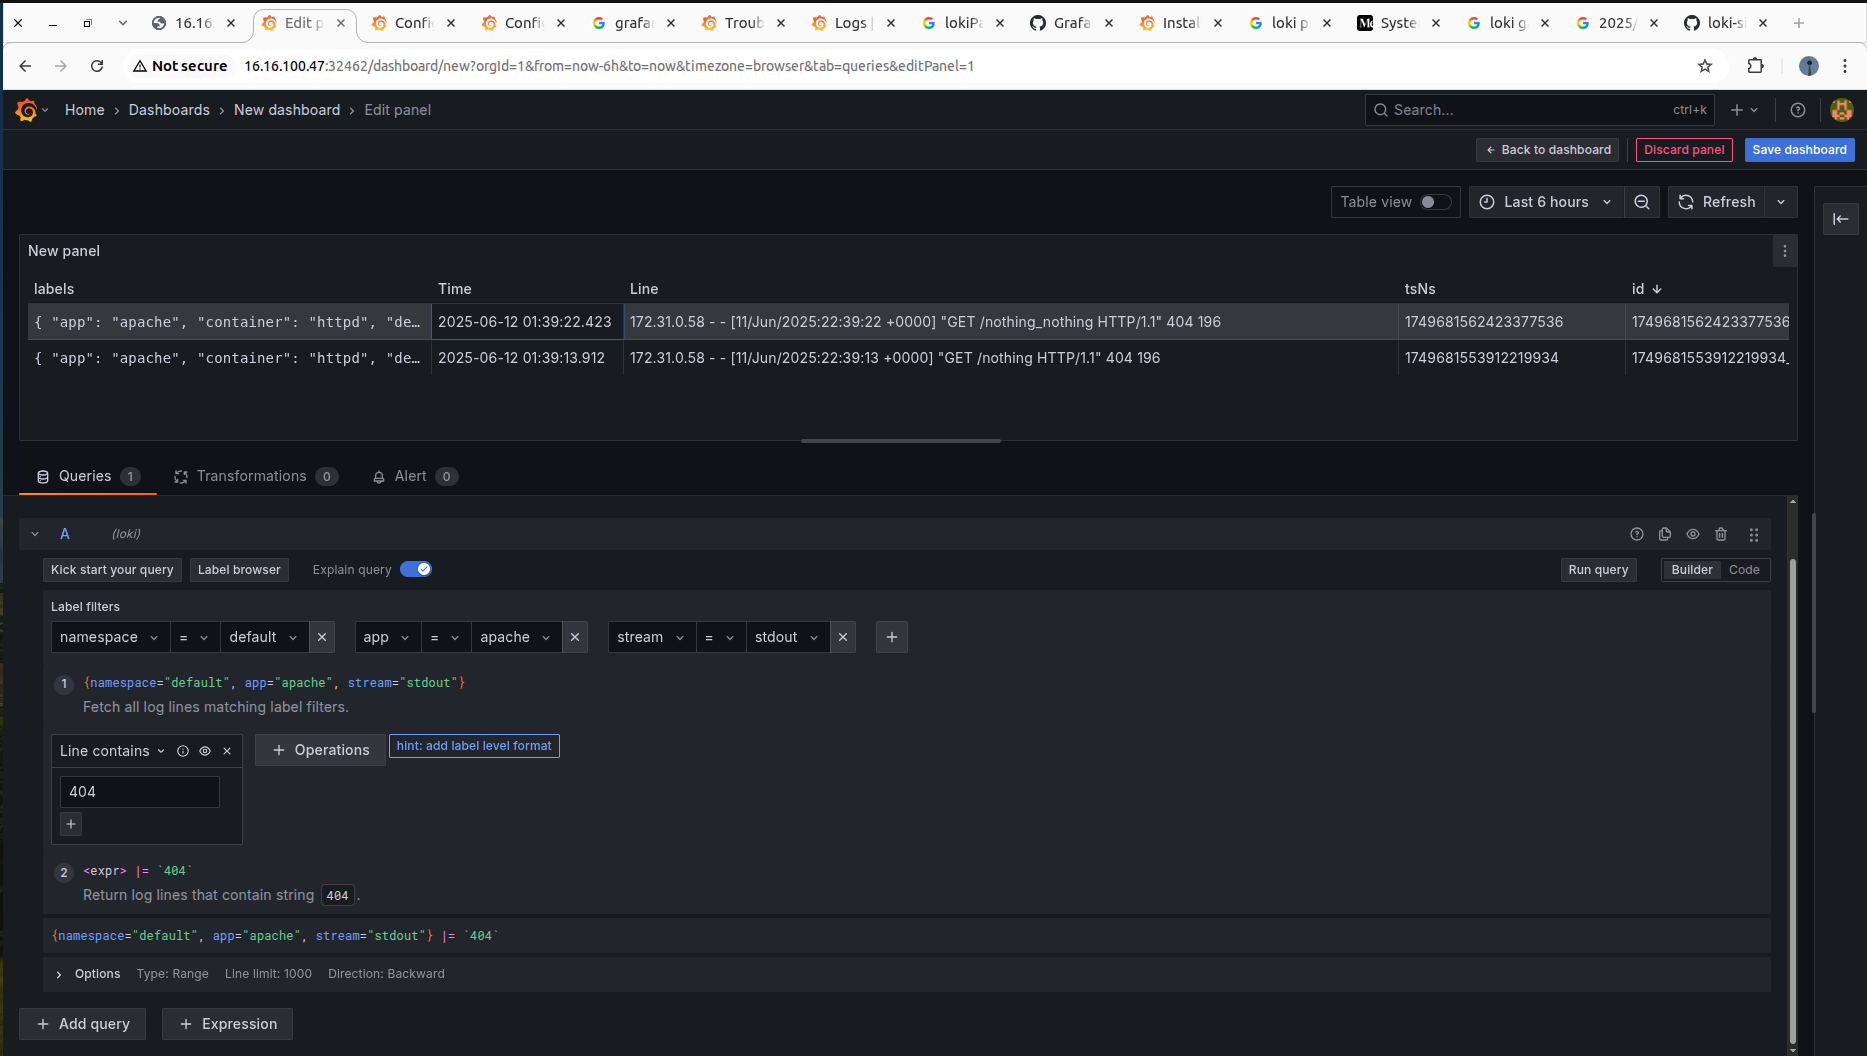 16.16.
Edit p
Confi
Confi
grafa
Troub
Logs |
lokiPa
Grafa
Instal
loki p
Syste
loki g
2025/
loki-si
Not secure 16.16.100.47:32462/dashboard/new?orgId=1&from=now-6h&to=now&timezone=browser&tab=queries&editPanel=1
Home › Dashboards › New dashboard › Edit panel
Search... ctrl+k
Back to dashboard
Discard panel
Save dashboard
Table view
Last 6 hours
Refresh
New panel
labels Time Line tsNs id
{ "app": "apache", "container": "httpd", "de… 2025-06-12 01:39:22.423 172.31.0.58 - - [11/Jun/2025:22:39:22 +0000] "GET /nothing_nothing HTTP/1.1" 404 196 1749681562423377536 1749681562423377536
{ "app": "apache", "container": "httpd", "de… 2025-06-12 01:39:13.912 172.31.0.58 - - [11/Jun/2025:22:39:13 +0000] "GET /nothing HTTP/1.1" 404 196 1749681553912219934 1749681553912219934_
Queries 1 Transformations 0 Alert 0
A (loki)
Kick start your query Label browser Explain query Run query Builder Code
Label filters
namespace = default app = apache stream = stdout
1 {namespace="default", app="apache", stream="stdout"}
Fetch all log lines matching label filters.
Line contains Operations hint: add label level format
404
2 <expr> |= `404`
Return log lines that contain string 404 .
{namespace="default", app="apache", stream="stdout"} |= `404`
Options Type: Range Line limit: 1000 Direction: Backward
+ Add query + Expression